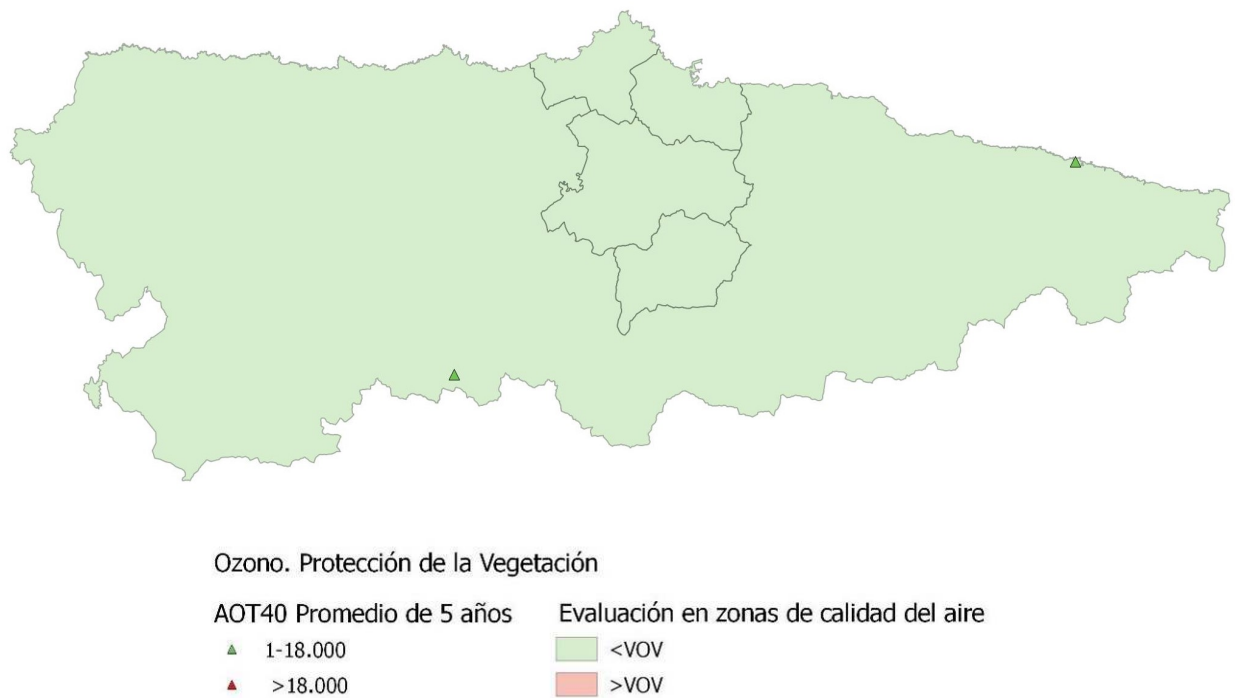 Ozono. Protección de la Vegetación
AOT40 Promedio de 5 años
1-18.000
>18.000
Evaluación en zonas de calidad del aire
<VOV
>VOV